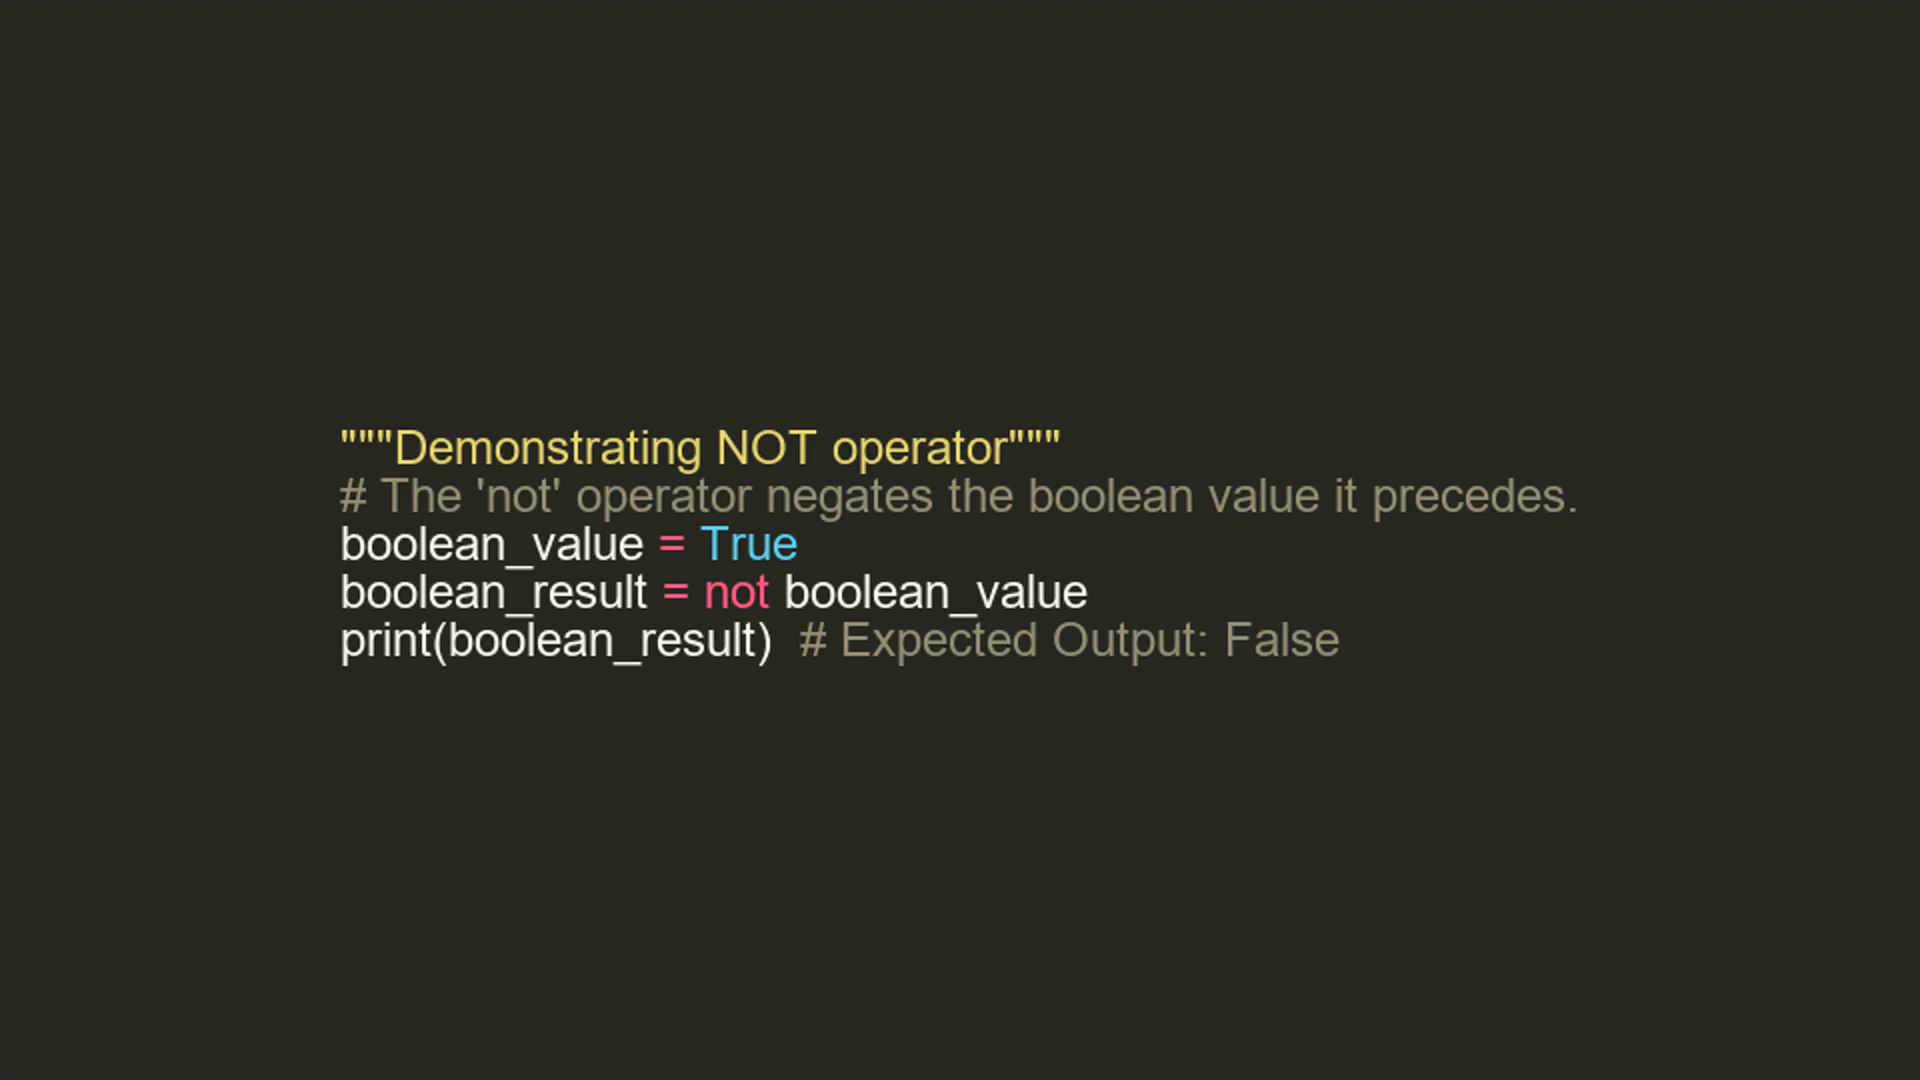 """Demonstrating NOT operator"""
# The 'not' operator negates the boolean value it precedes.
boolean_value = True
boolean_result = not boolean_value
print(boolean_result)  # Expected Output: False